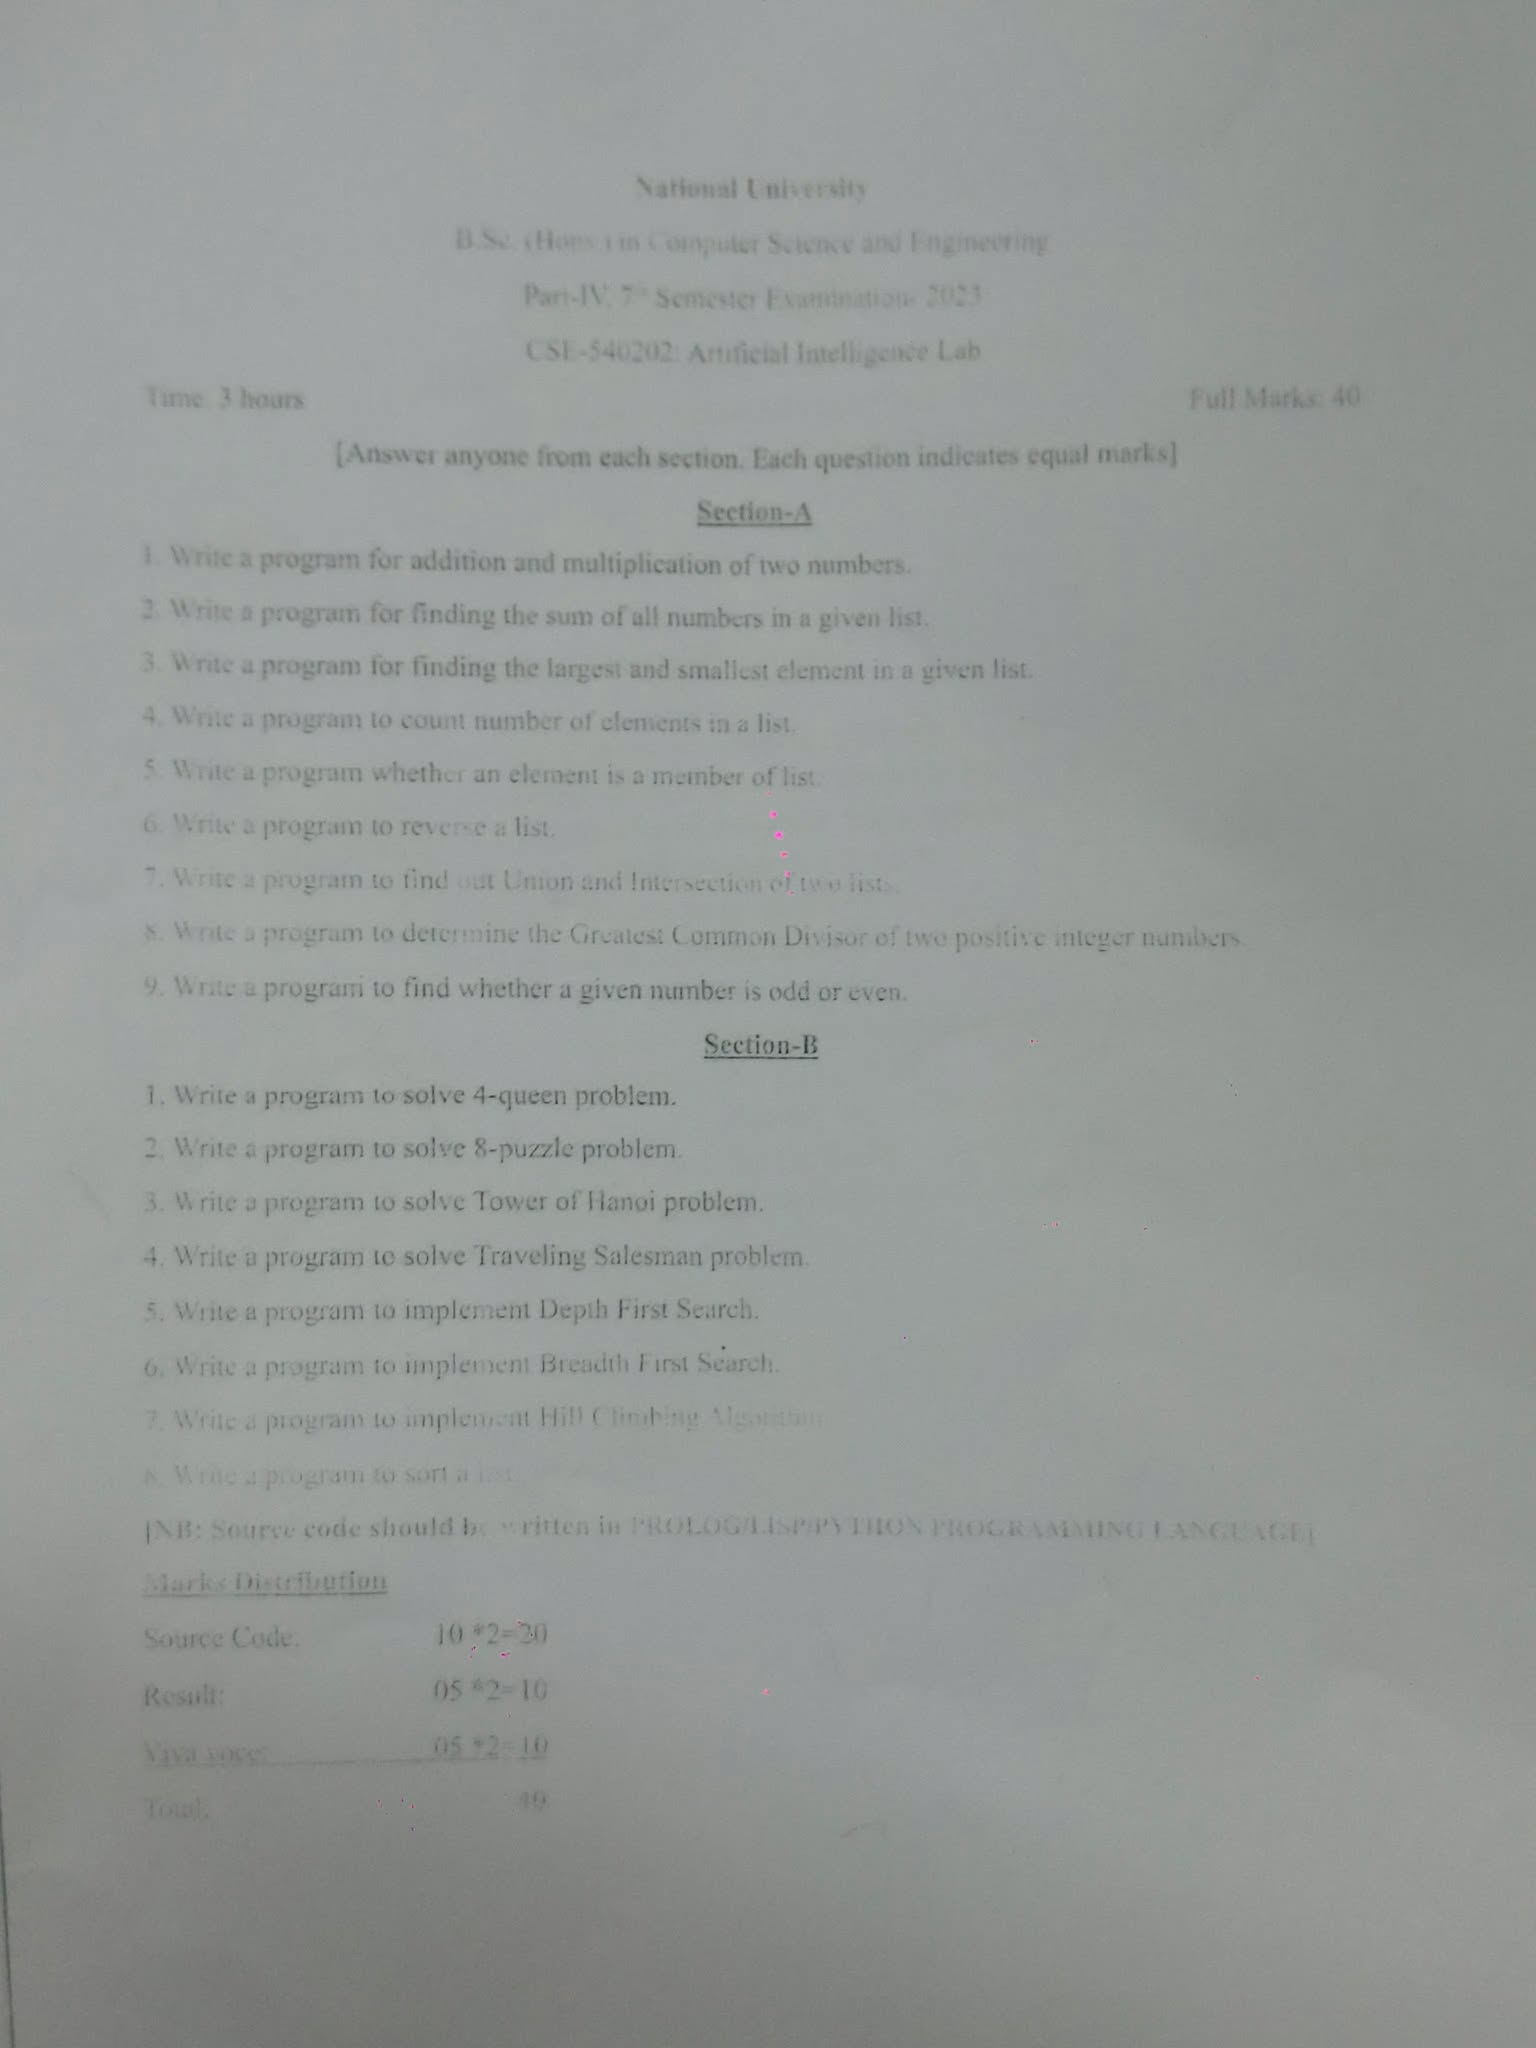 National University
B.Sc. (Hons.) in Computer Science and Engineering
Part-IV, 7th Semester Examination- 2023
CSE-540202: Artificial Intelligence Lab
Time: 3 hours Full Marks: 40
[Answer anyone from each section. Each question indicates equal marks]
Section-A
1. Write a program for addition and multiplication of two numbers.
2. Write a program for finding the sum of all numbers in a given list.
3. Write a program for finding the largest and smallest element in a given list.
4. Write a program to count number of elements in a list.
5. Write a program whether an element is a member of list.
6. Write a program to reverse a list.
7. Write a program to find out Union and Intersection of two lists.
8. Write a program to determine the Greatest Common Divisor of two positive integer numbers.
9. Write a program to find whether a given number is odd or even.
Section-B
1. Write a program to solve 4-queen problem.
2. Write a program to solve 8-puzzle problem.
3. Write a program to solve Tower of Hanoi problem.
4. Write a program to solve Traveling Salesman problem.
5. Write a program to implement Depth First Search.
6. Write a program to implement Breadth First Search.
7. Write a program to implement Hill Climbing Algorithm
8. Write a program to sort a list.
[NB: Source code should be written in PROLOG/LISP/PYTHON PROGRAMMING LANGUAGE]
Marks Distribution
Source Code: 10 *2=20
Result: 05 *2=10
Viva voce: 05 *2=10
Total: 40